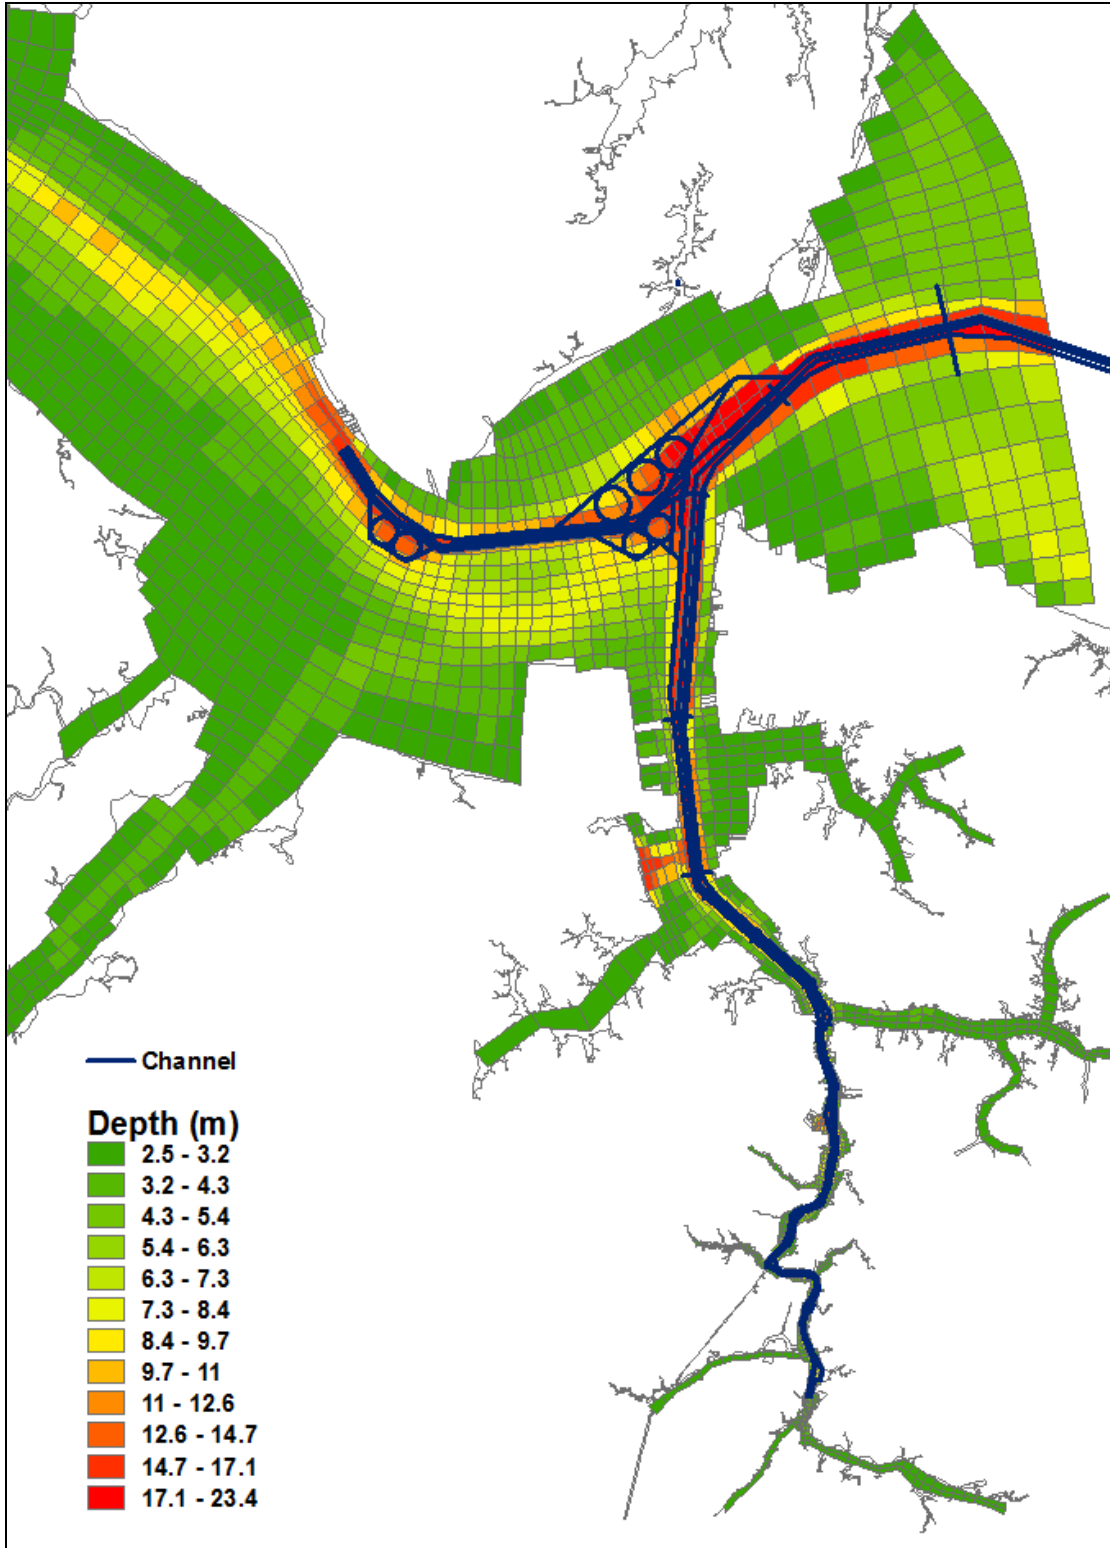 Channel
Depth (m)
2.5 - 3.2
3.2 - 4.3
4.3 - 5.4
5.4 - 6.3
6.3 - 7.3
7.3 - 8.4
8.4 - 9.7
9.7 - 11
11 - 12.6
12.6 - 14.7
14.7 - 17.1
17.1 - 23.4